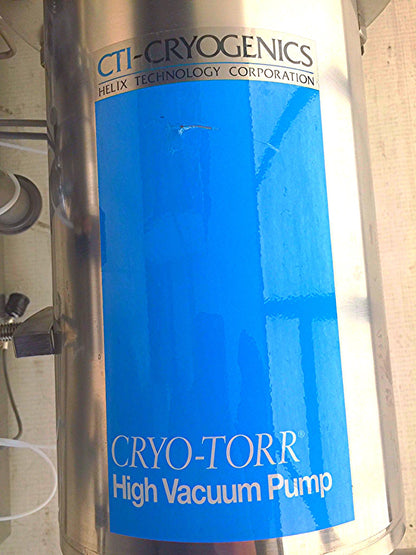 CTI-CRYOGENICS
HELIX TECHNOLOGY CORPORATION
CRYO-TORR®
High Vacuum Pump